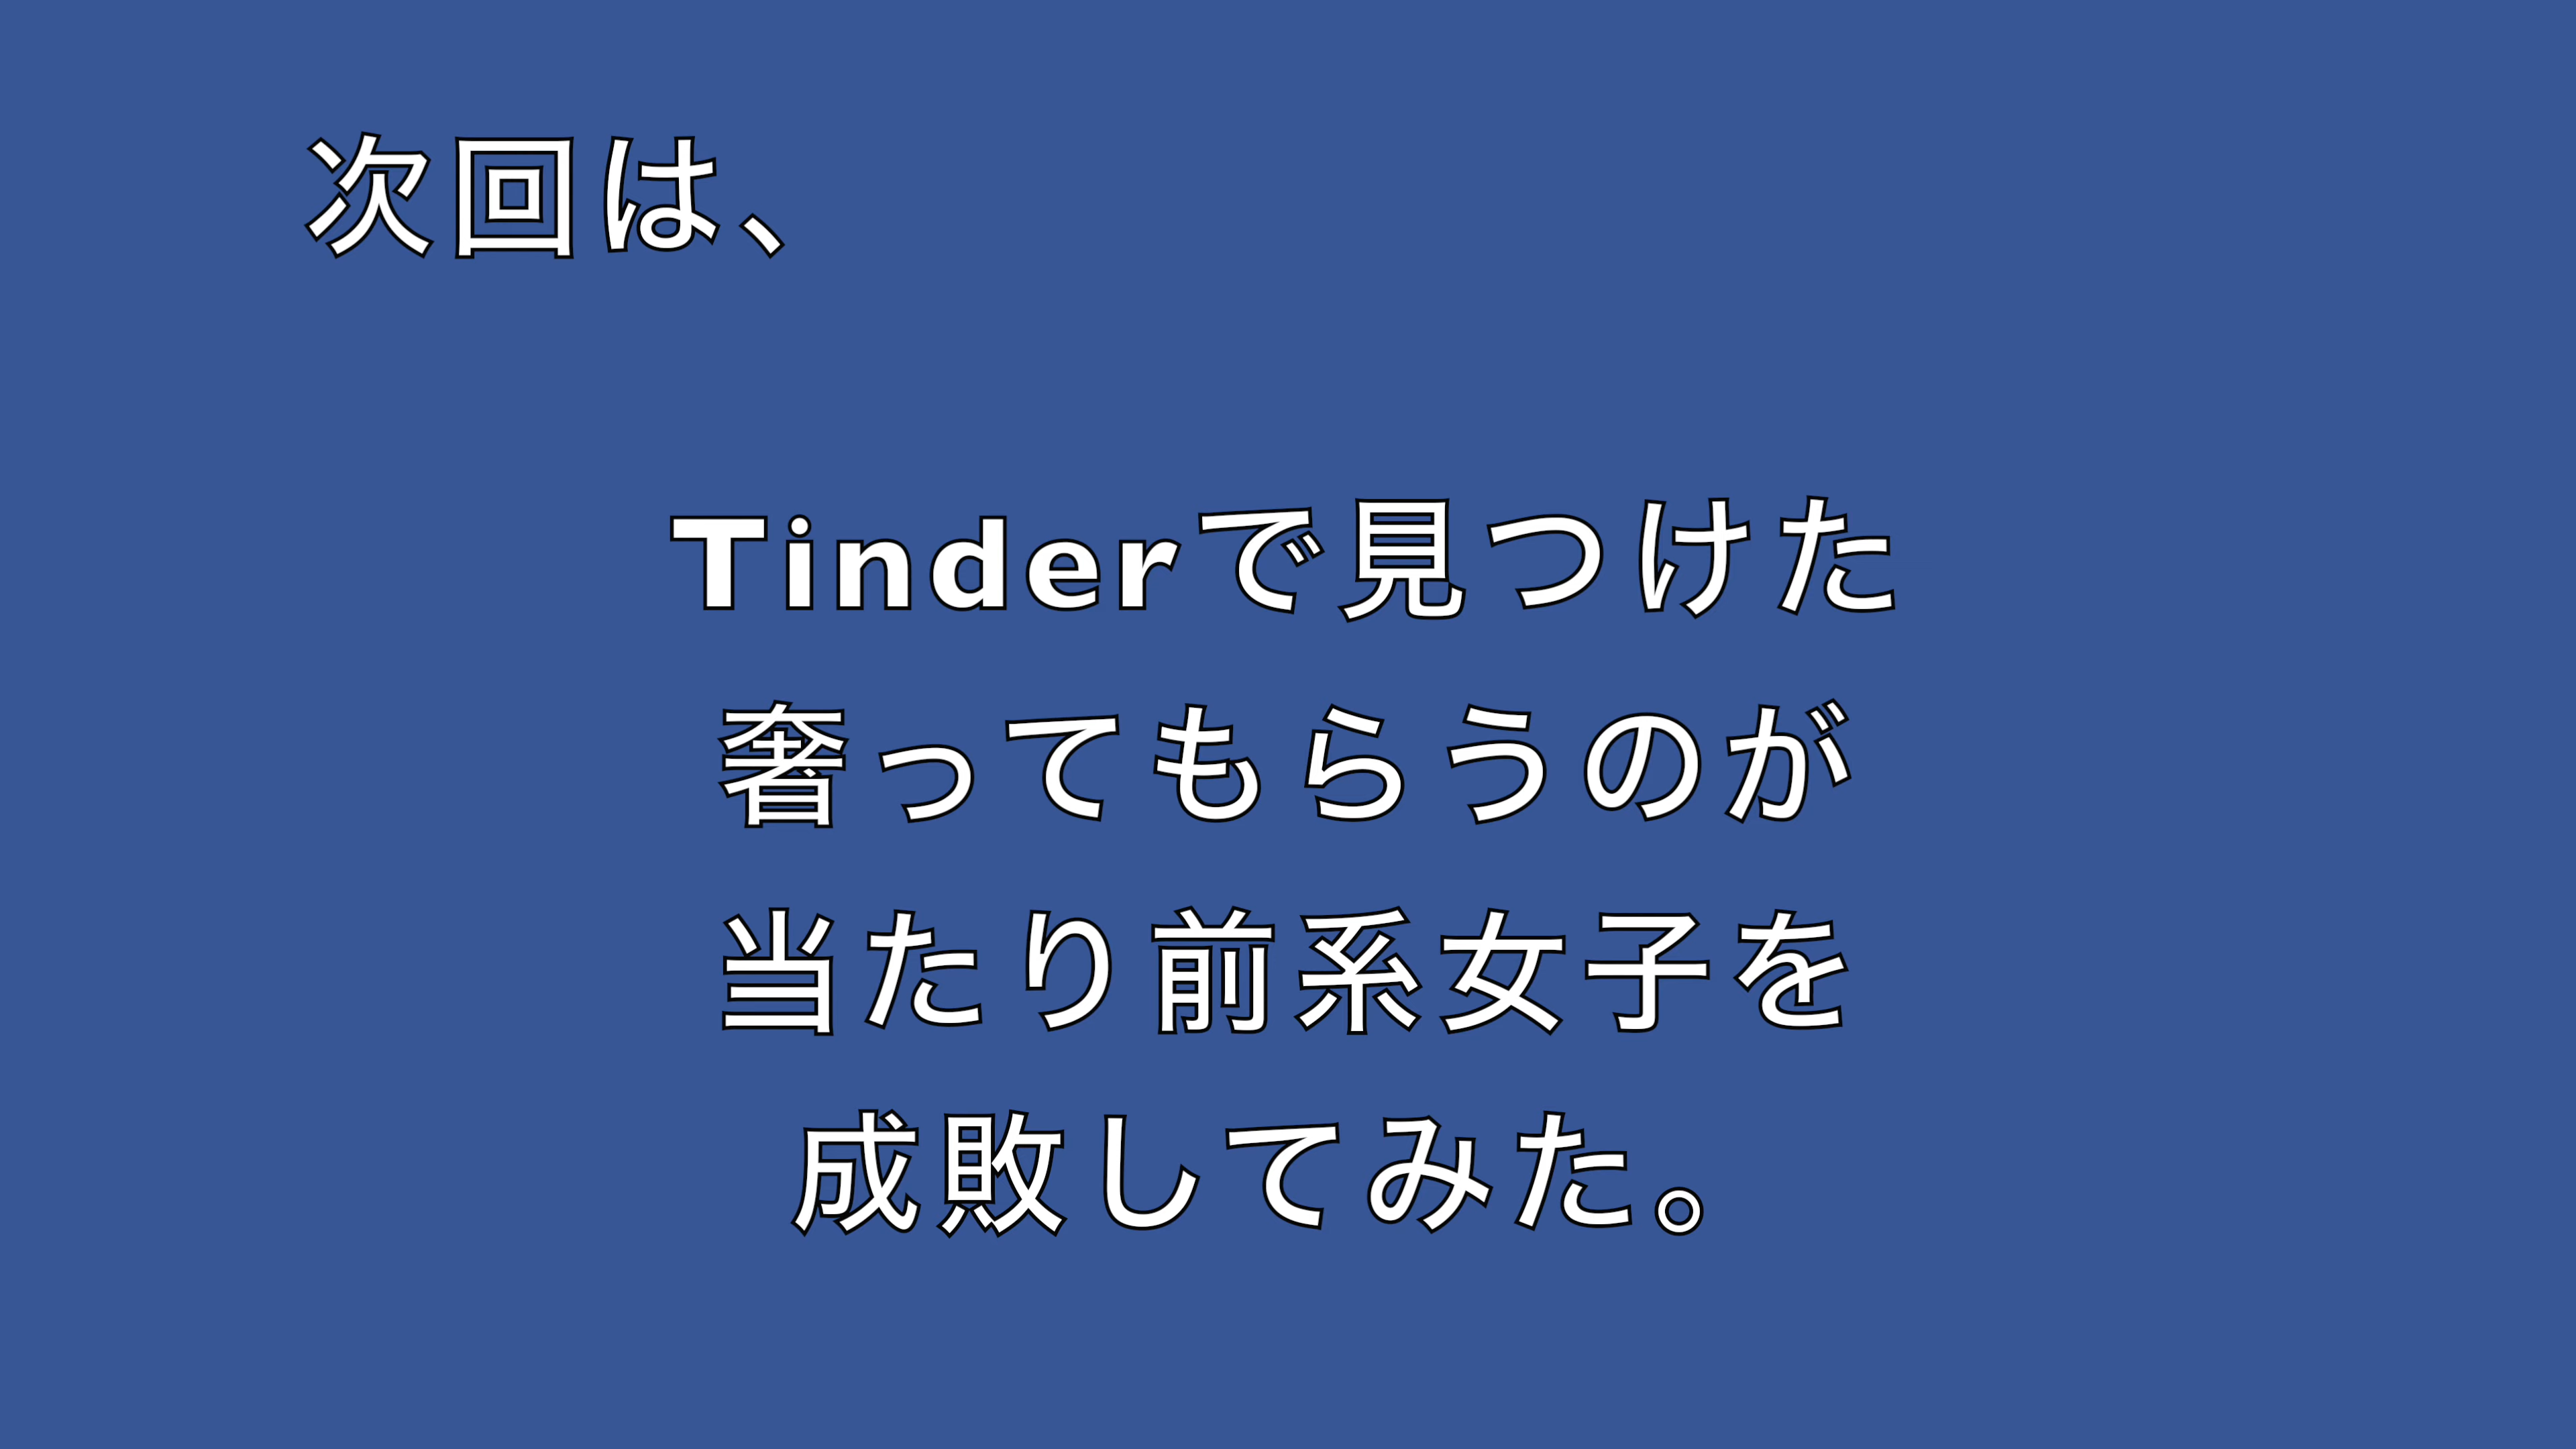 次回は、
Tinderで見つけた
奢ってもらうのが
当たり前系女子を
成敗してみた。